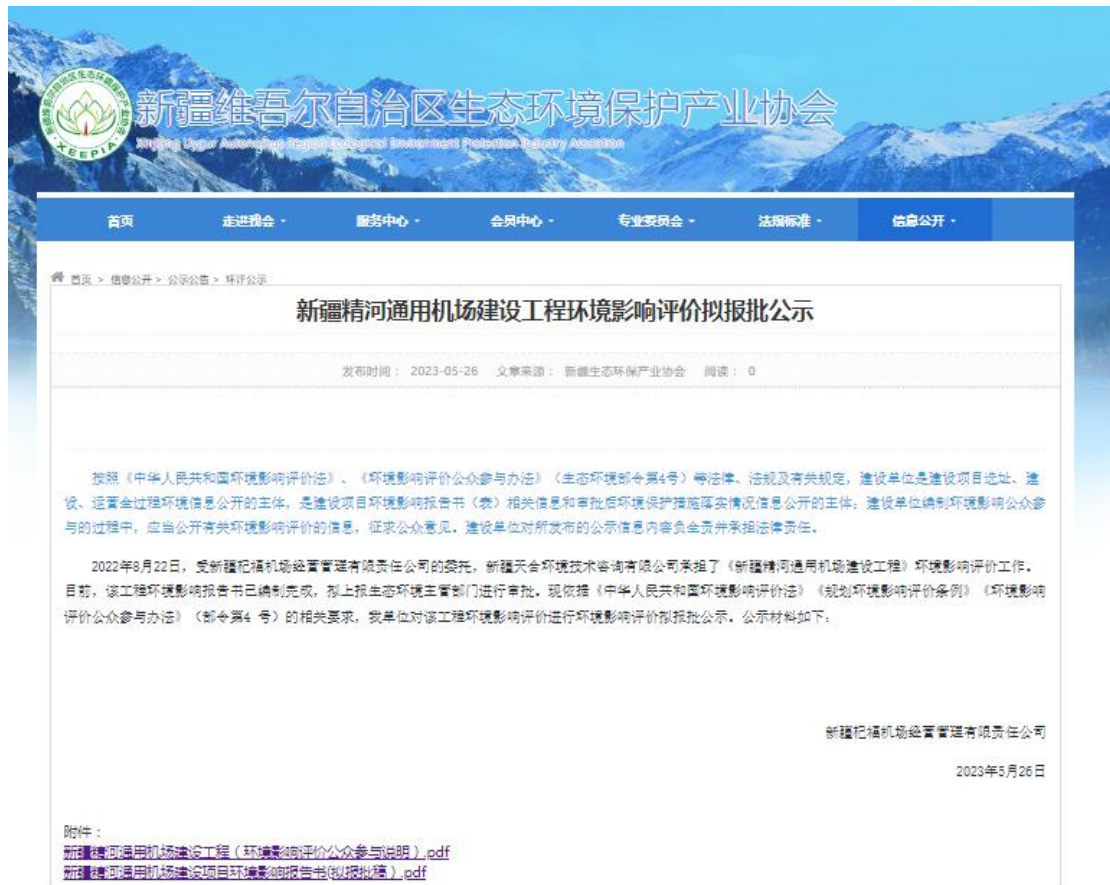 新疆维吾尔自治区生态环境保护产业协会
XEEPIA
首页 走进我会 服务中心 会员中心 专业委员会 法规标准 信息公开
首页 > 信息公开 > 公示公告 > 环评公示
新疆精河通用机场建设工程环境影响评价拟报批公示
发布时间： 2023-05-26 文章来源： 新疆生态环保产业协会 阅读： 0
按照《中华人民共和国环境影响评价法》、《环境影响评价公众参与办法》（生态环境部令第4号）等法律、法规及有关规定，建设单位是建设项目选址、建
设、运营全过程环境信息公开的主体，是建设项目环境影响报告书（表）相关信息和审批后环境保护措施落实情况信息公开的主体；建设单位编制环境影响公众参
与的过程中，应当公开有关环境影响评价的信息，征求公众意见。建设单位对所发布的公示信息内容负全责并承担法律责任。
2022年8月22日，受新疆杞福机场经营管理有限责任公司的委托，新疆天合环境技术咨询有限公司承担了《新疆精河通用机场建设工程》环境影响评价工作。
目前，该工程环境影响报告书已编制完成，拟上报生态环境主管部门进行审批。现依据《中华人民共和国环境影响评价法》《规划环境影响评价条例》《环境影响
评价公众参与办法》（部令第4 号）的相关要求，我单位对该工程环境影响评价进行环境影响评价拟报批公示。公示材料如下：
新疆杞福机场经营管理有限责任公司
2023年5月26日
附件：
新疆精河通用机场建设工程（环境影响评价公众参与说明）.pdf
新疆精河通用机场建设项目环境影响报告书(拟报批稿）.pdf